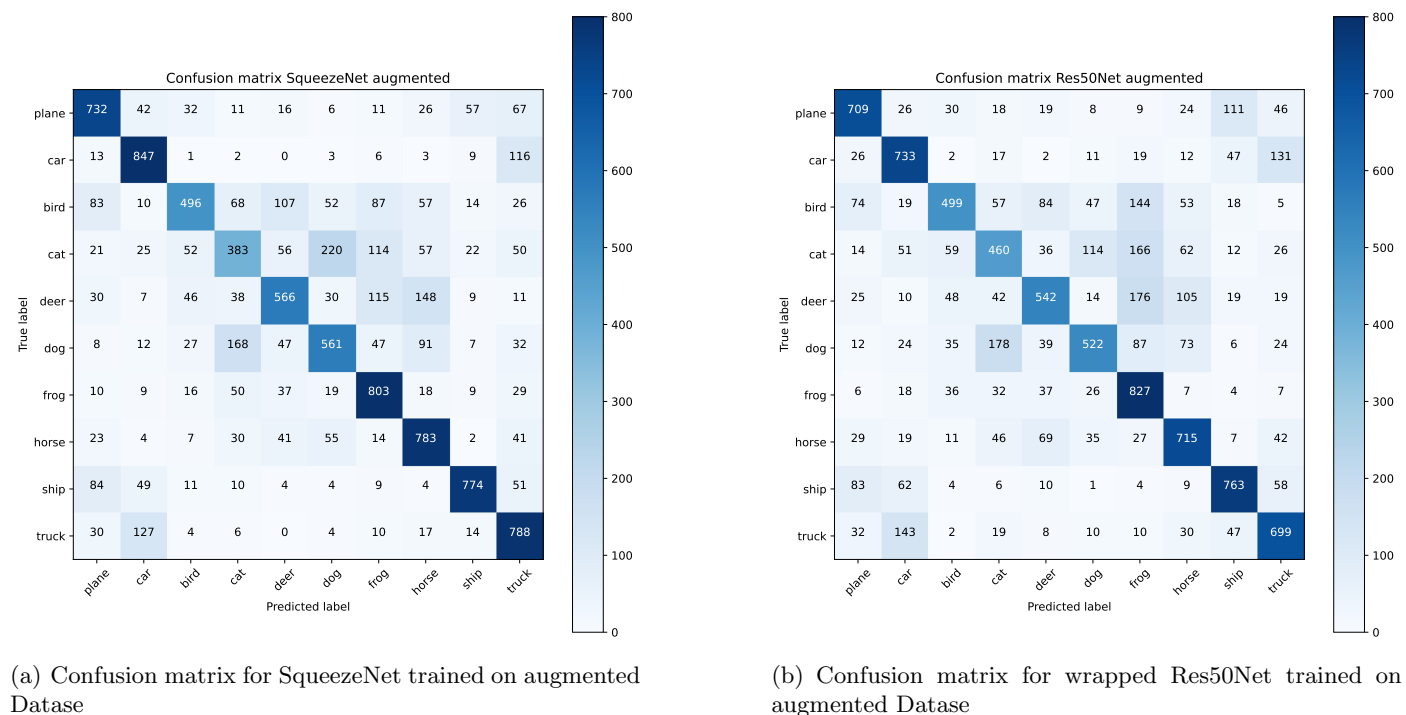 Confusion matrix SqueezeNet augmented
plane 732 42 32 11 16 6 11 26 57 67
car 13 847 1 2 0 3 6 3 9 116
bird 83 10 496 68 107 52 87 57 14 26
cat 21 25 52 383 56 220 114 57 22 50
deer 30 7 46 38 566 30 115 148 9 11
dog 8 12 27 168 47 561 47 91 7 32
frog 10 9 16 50 37 19 803 18 9 29
horse 23 4 7 30 41 55 14 783 2 41
ship 84 49 11 10 4 4 9 4 774 51
truck 30 127 4 6 0 4 10 17 14 788
plane car bird cat deer dog frog horse ship truck
True label
Predicted label
800
700
600
500
400
300
200
100
0
(a) Confusion matrix for SqueezeNet trained on augmented
Datase
Confusion matrix Res50Net augmented
plane 709 26 30 18 19 8 9 24 111 46
car 26 733 2 17 2 11 19 12 47 131
bird 74 19 499 57 84 47 144 53 18 5
cat 14 51 59 460 36 114 166 62 12 26
deer 25 10 48 42 542 14 176 105 19 19
dog 12 24 35 178 39 522 87 73 6 24
frog 6 18 36 32 37 26 827 7 4 7
horse 29 19 11 46 69 35 27 715 7 42
ship 83 62 4 6 10 1 4 9 763 58
truck 32 143 2 19 8 10 10 30 47 699
plane car bird cat deer dog frog horse ship truck
True label
Predicted label
800
700
600
500
400
300
200
100
0
(b) Confusion matrix for wrapped Res50Net trained on
augmented Datase